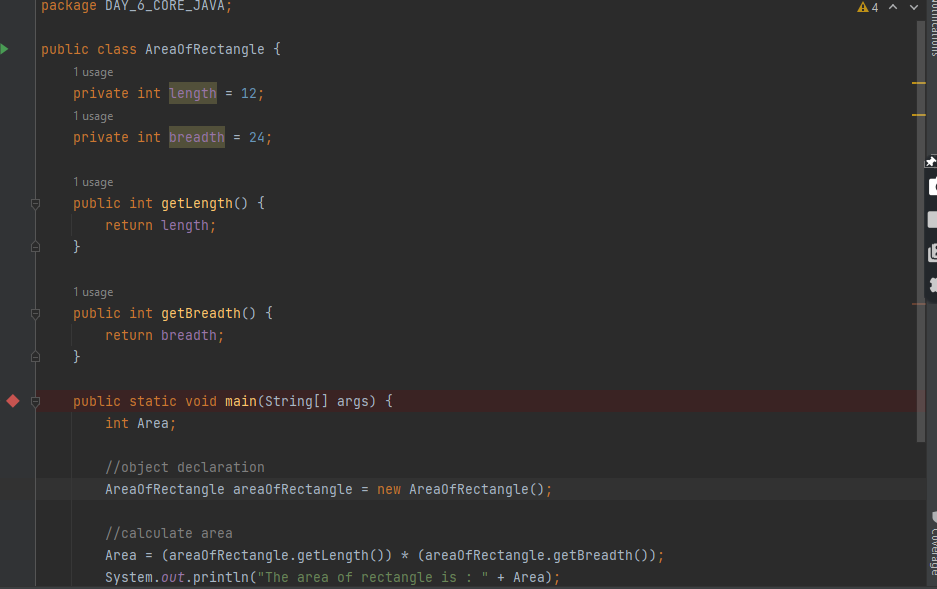 package DAY_6_CORE_JAVA;
4
public class AreaOfRectangle {
1 usage
private int length = 12;
1 usage
private int breadth = 24;
1 usage
public int getLength() {
return length;
}
1 usage
public int getBreadth() {
return breadth;
}
public static void main(String[] args) {
int Area;
//object declaration
AreaOfRectangle areaOfRectangle = new AreaOfRectangle();
//calculate area
Area = (areaOfRectangle.getLength()) * (areaOfRectangle.getBreadth());
System.out.println("The area of rectangle is : " + Area);